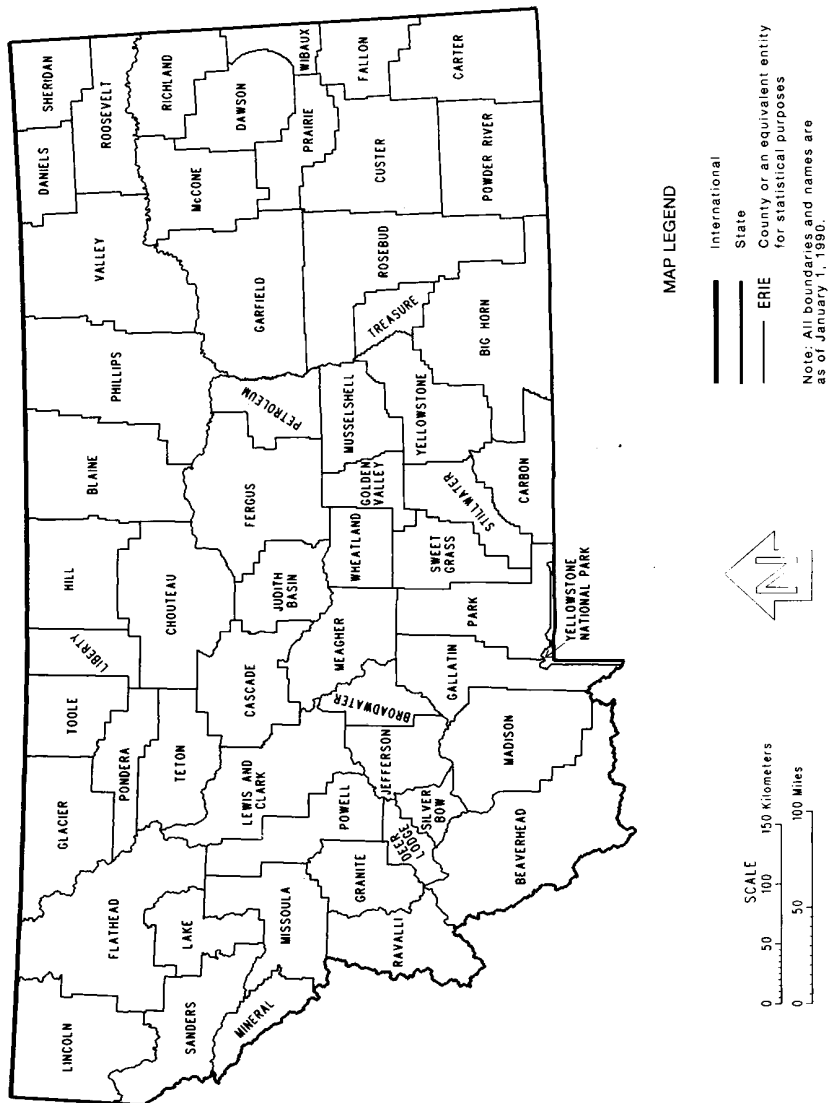 LINCOLN
FLATHEAD
GLACIER
TOOLE
LIBERTY
HILL
BLAINE
PHILLIPS
VALLEY
DANIELS
SHERIDAN
ROOSEVELT
SANDERS
LAKE
PONDERA
TETON
CHOUTEAU
RICHLAND
McCONE
DAWSON
MINERAL
MISSOULA
LEWIS AND
CLARK
CASCADE
JUDITH
BASIN
FERGUS
PETROLEUM
GARFIELD
PRAIRIE
WIBAUX
RAVALLI
GRANITE
POWELL
JEFFERSON
BROADWATER
MEAGHER
WHEATLAND
GOLDEN
VALLEY
MUSSELSHELL
ROSEBUD
TREASURE
CUSTER
FALLON
DEER
LODGE
SILVER
BOW
GALLATIN
PARK
SWEET
GRASS
STILLWATER
YELLOWSTONE
BIG HORN
POWDER RIVER
CARTER
BEAVERHEAD
MADISON
CARBON
YELLOWSTONE
NATIONAL PARK
SCALE
0 50 100 150 Kilometers
0 50 100 Miles
N
MAP LEGEND
International
State
ERIE County or an equivalent entity
for statistical purposes
Note: All boundaries and names are
as of January 1, 1990.